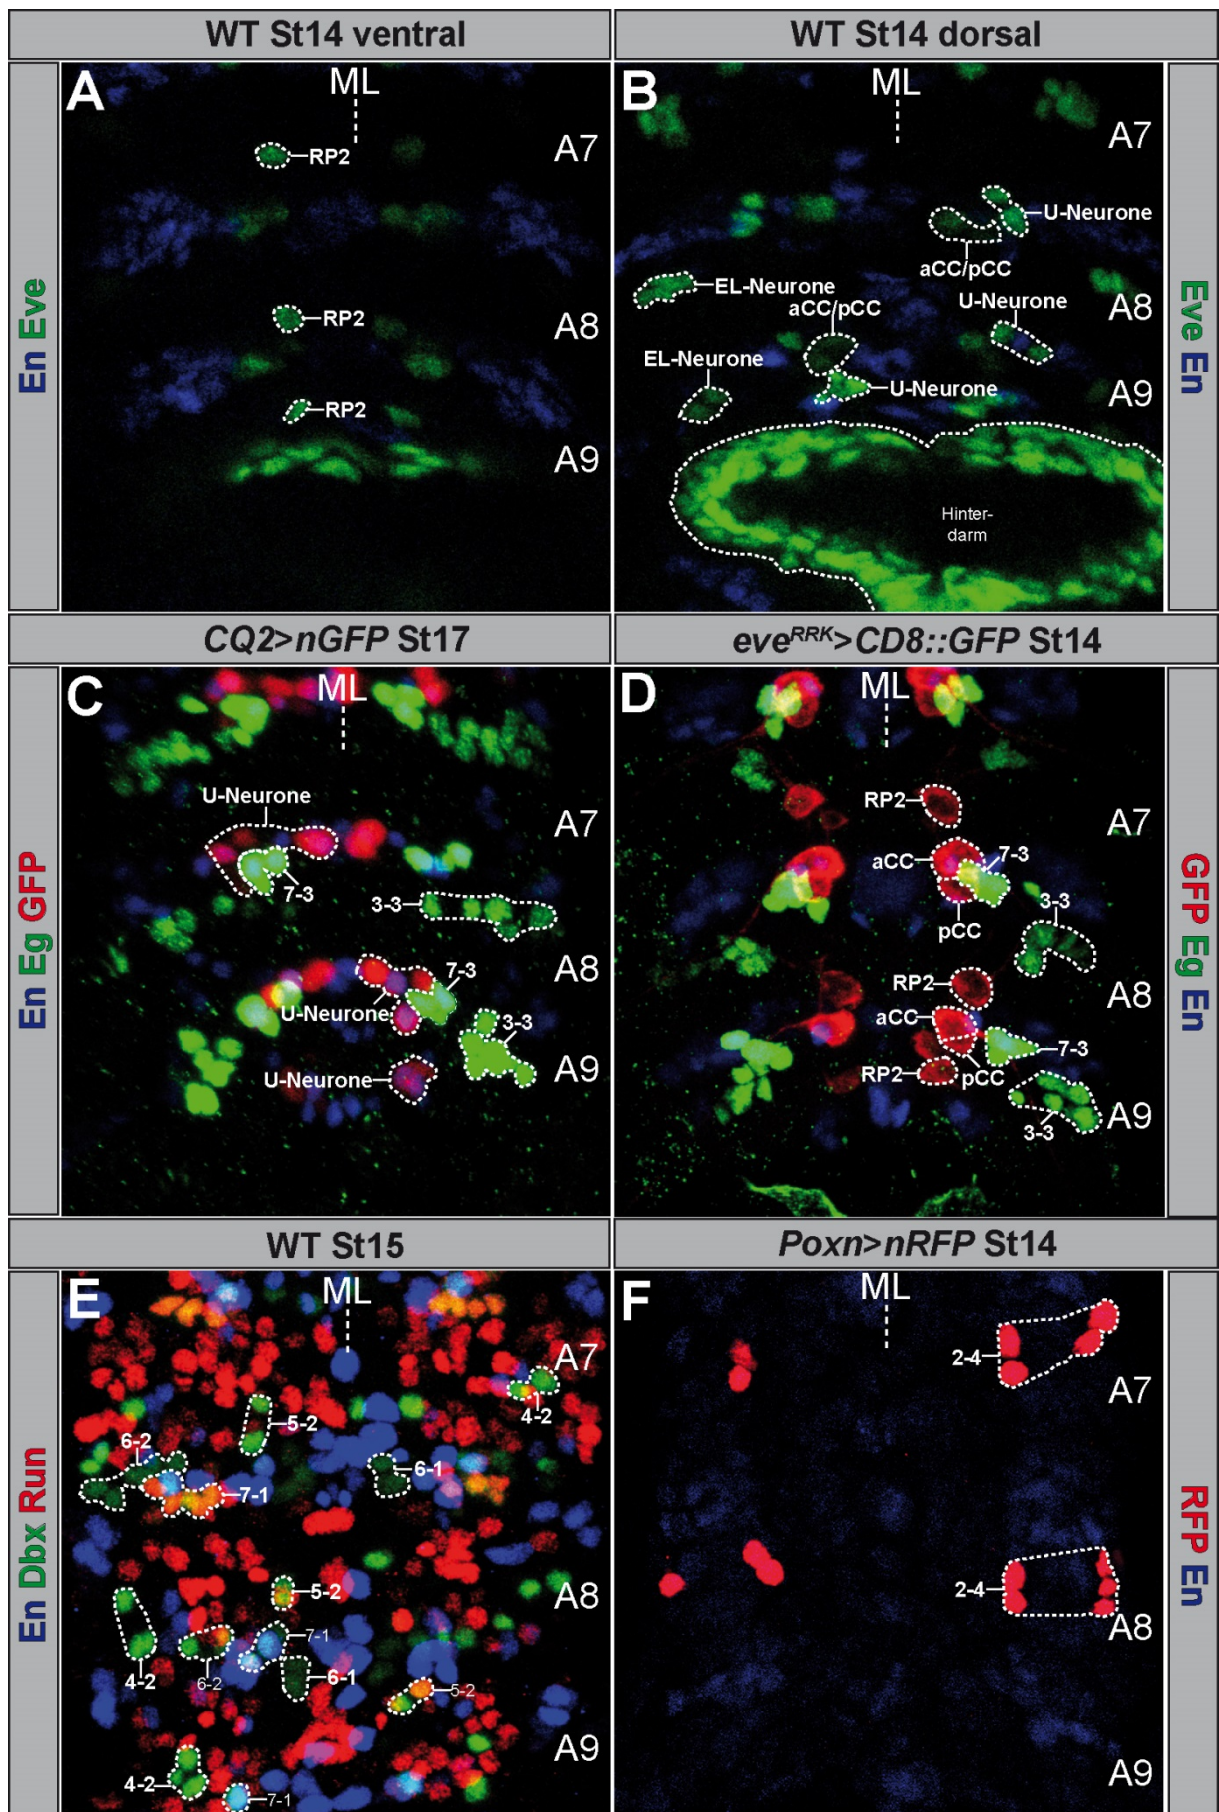 WT St14 ventral
WT St14 dorsal
En Eve
A
ML
A7
RP2
A8
RP2
RP2
A9
B
ML
A7
U-Neurone
aCC/pCC
EL-Neurone
aCC/pCC
U-Neurone
A8
EL-Neurone
U-Neurone
A9
Hinter-
darm
Eve En
CQ2>nGFP St17
eveRRK>CD8::GFP St14
En Eg GFP
C
ML
U-Neurone
A7
7-3
3-3
A8
7-3
U-Neurone
3-3
U-Neurone
A9
D
ML
RP2
A7
aCC
7-3
3-3
pCC
RP2
A8
aCC
7-3
RP2
pCC
A9
3-3
GFP Eg En
WT St15
Poxn>nRFP St14
En Dbx Run
E
ML
A7
4-2
5-2
6-2
6-1
7-1
A8
5-2
7-1
4-2
6-2
6-1
5-2
A9
4-2
7-1
F
ML
2-4
A7
2-4
A8
A9
RFP En